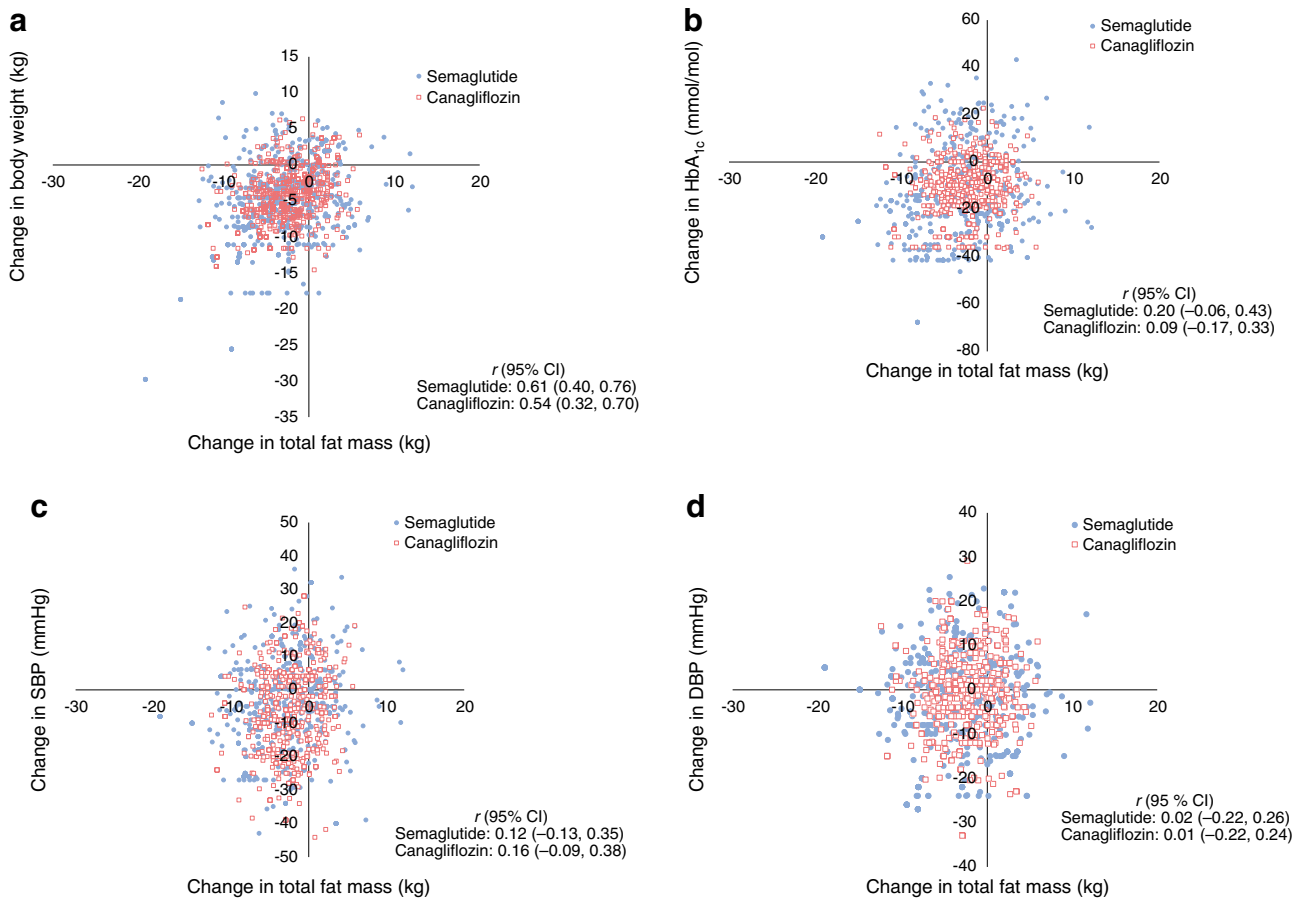 a
Change in body weight (kg)
15
10
5
0
-5
-10
-15
-20
-25
-30
-35
-30
-20
-10
0
10
20
Semaglutide
Canagliflozin
r (95% CI)
Semaglutide: 0.61 (0.40, 0.76)
Canagliflozin: 0.54 (0.32, 0.70)
Change in total fat mass (kg)
b
Change in HbA1c (mmol/mol)
60
40
20
0
-20
-40
-60
-80
-30
-20
-10
0
10
20
Semaglutide
Canagliflozin
r (95% CI)
Semaglutide: 0.20 (–0.06, 0.43)
Canagliflozin: 0.09 (–0.17, 0.33)
Change in total fat mass (kg)
c
Change in SBP (mmHg)
50
40
30
20
10
0
-10
-20
-30
-40
-50
-30
-20
-10
0
10
20
Semaglutide
Canagliflozin
r (95% CI)
Semaglutide: 0.12 (–0.13, 0.35)
Canagliflozin: 0.16 (–0.09, 0.38)
Change in total fat mass (kg)
d
Change in DBP (mmHg)
40
30
20
10
0
-10
-20
-30
-40
-30
-20
-10
0
10
20
Semaglutide
Canagliflozin
r (95 % CI)
Semaglutide: 0.02 (–0.22, 0.26)
Canagliflozin: 0.01 (–0.22, 0.24)
Change in total fat mass (kg)